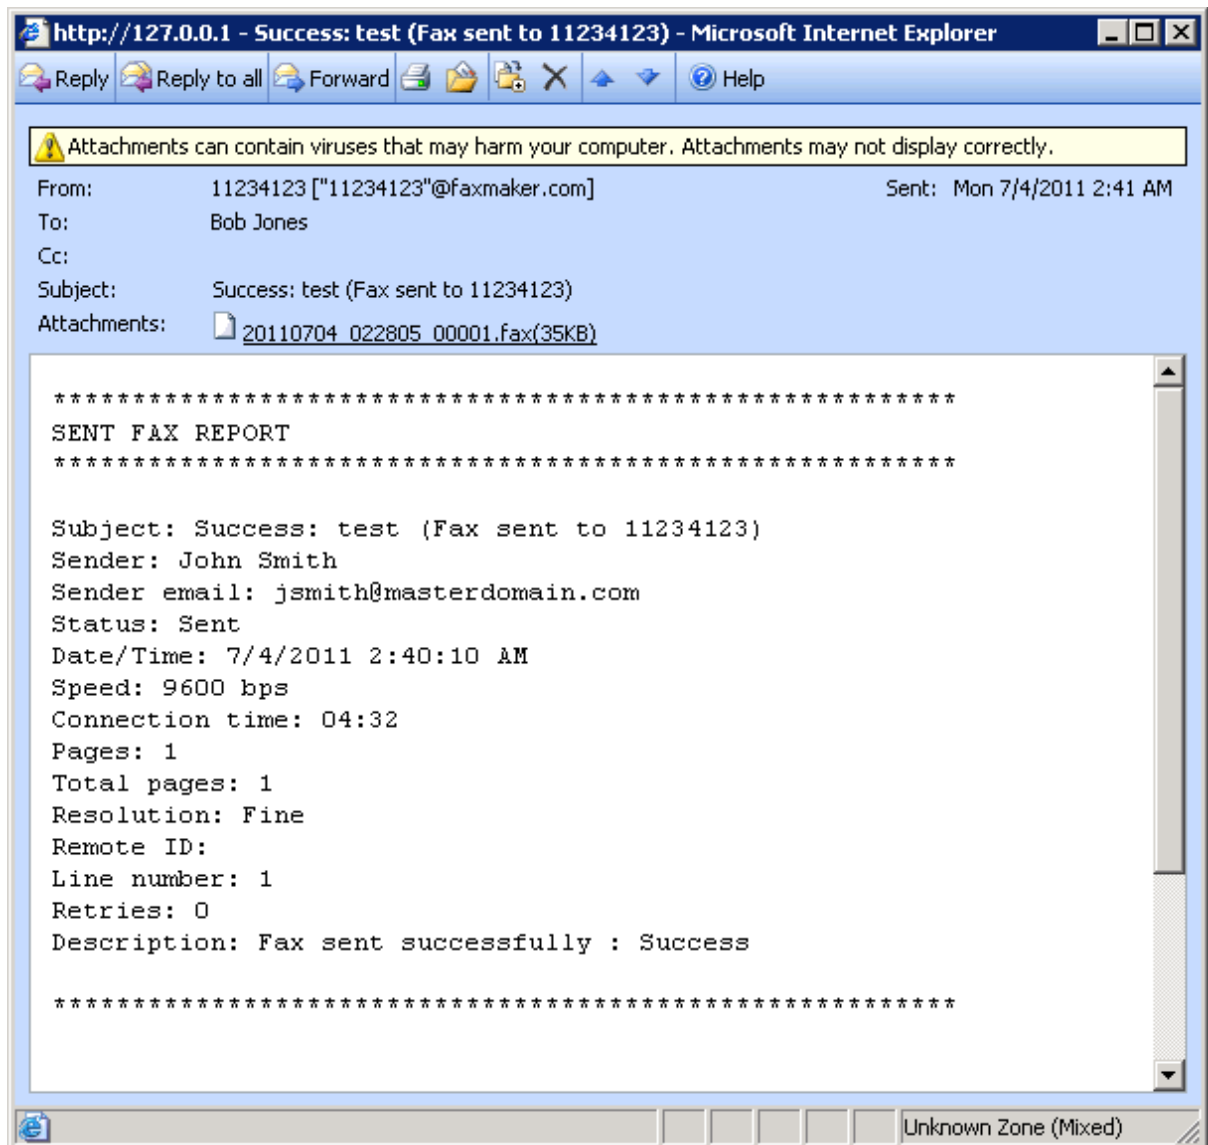 http://127.0.0.1 - Success: test (Fax sent to 11234123) - Microsoft Internet Explorer
Reply Reply to all Forward Help
Attachments can contain viruses that may harm your computer. Attachments may not display correctly.
From: 11234123 ["11234123"@faxmaker.com] Sent: Mon 7/4/2011 2:41 AM
To: Bob Jones
Cc:
Subject: Success: test (Fax sent to 11234123)
Attachments: 20110704_022805_00001.fax(35KB)
*********************************************************
SENT FAX REPORT
*********************************************************
Subject: Success: test (Fax sent to 11234123)
Sender: John Smith
Sender email: jsmith@masterdomain.com
Status: Sent
Date/Time: 7/4/2011 2:40:10 AM
Speed: 9600 bps
Connection time: 04:32
Pages: 1
Total pages: 1
Resolution: Fine
Remote ID:
Line number: 1
Retries: 0
Description: Fax sent successfully : Success
*********************************************************
Unknown Zone (Mixed)